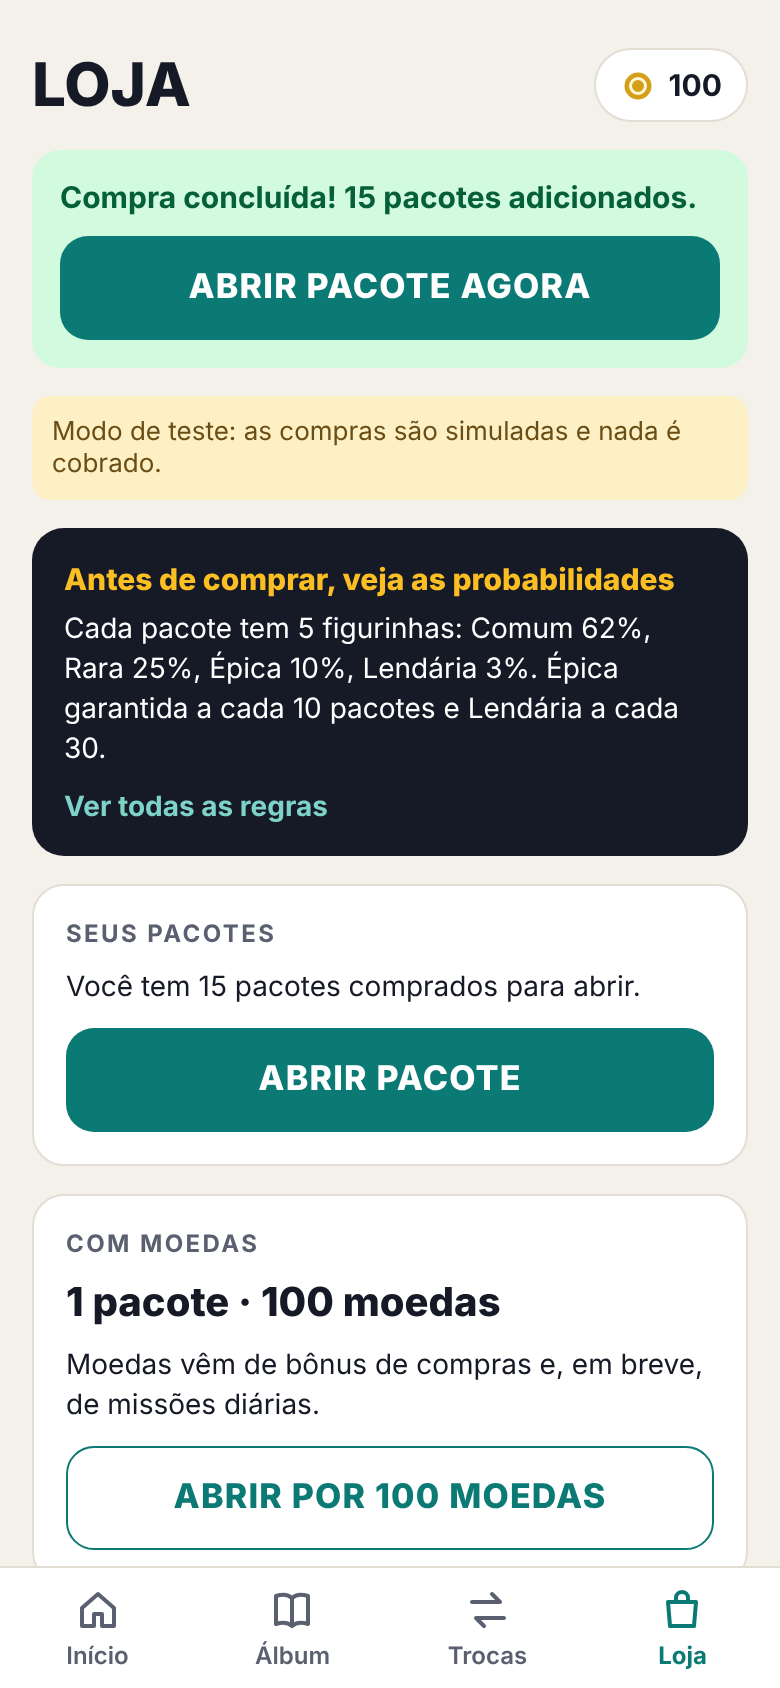 LOJA
100
Compra concluída! 15 pacotes adicionados.
ABRIR PACOTE AGORA
Modo de teste: as compras são simuladas e nada é
cobrado.
Antes de comprar, veja as probabilidades
Cada pacote tem 5 figurinhas: Comum 62%,
Rara 25%, Épica 10%, Lendária 3%. Épica
garantida a cada 10 pacotes e Lendária a cada
30.
Ver todas as regras
SEUS PACOTES
Você tem 15 pacotes comprados para abrir.
ABRIR PACOTE
COM MOEDAS
1 pacote · 100 moedas
Moedas vêm de bônus de compras e, em breve,
de missões diárias.
ABRIR POR 100 MOEDAS
Início
Álbum
Trocas
Loja